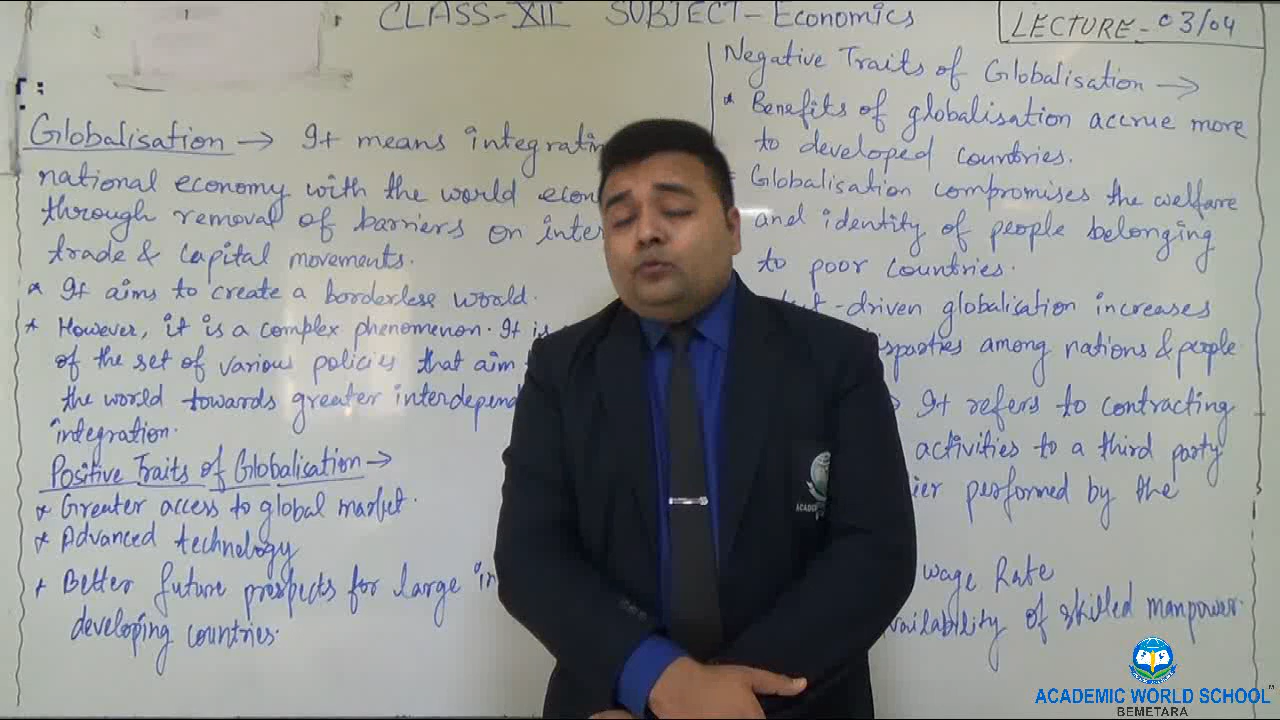 CLASS-XII SUBJECT-Economics
LECTURE-03/04
Globalisation → It means integratin
national economy with the world econ
through removal of barriers on inter
trade & capital movements.
* It aims to create a borderless world.
* However, it is a complex phenomenon. It is
of the set of various policies that aim
the world towards greater interdepend
integration.
Positive Traits of Globalisation →
* Greater access to global market.
* Advanced technology
* Better future prospects for large in
developing countries.
Negative Traits of Globalisation →
* Benefits of globalisation accrue more
to developed countries.
* Globalisation compromises the welfare
and identity of people belonging
to poor countries.
-driven globalisation increases
isparties among nations & people
It refers to contracting
activities to a third party
lier performed by the
wage Rate
vailability of skilled manpower.
ACADEM
ACADEMIC WORLD SCHOOL
BEMETARA